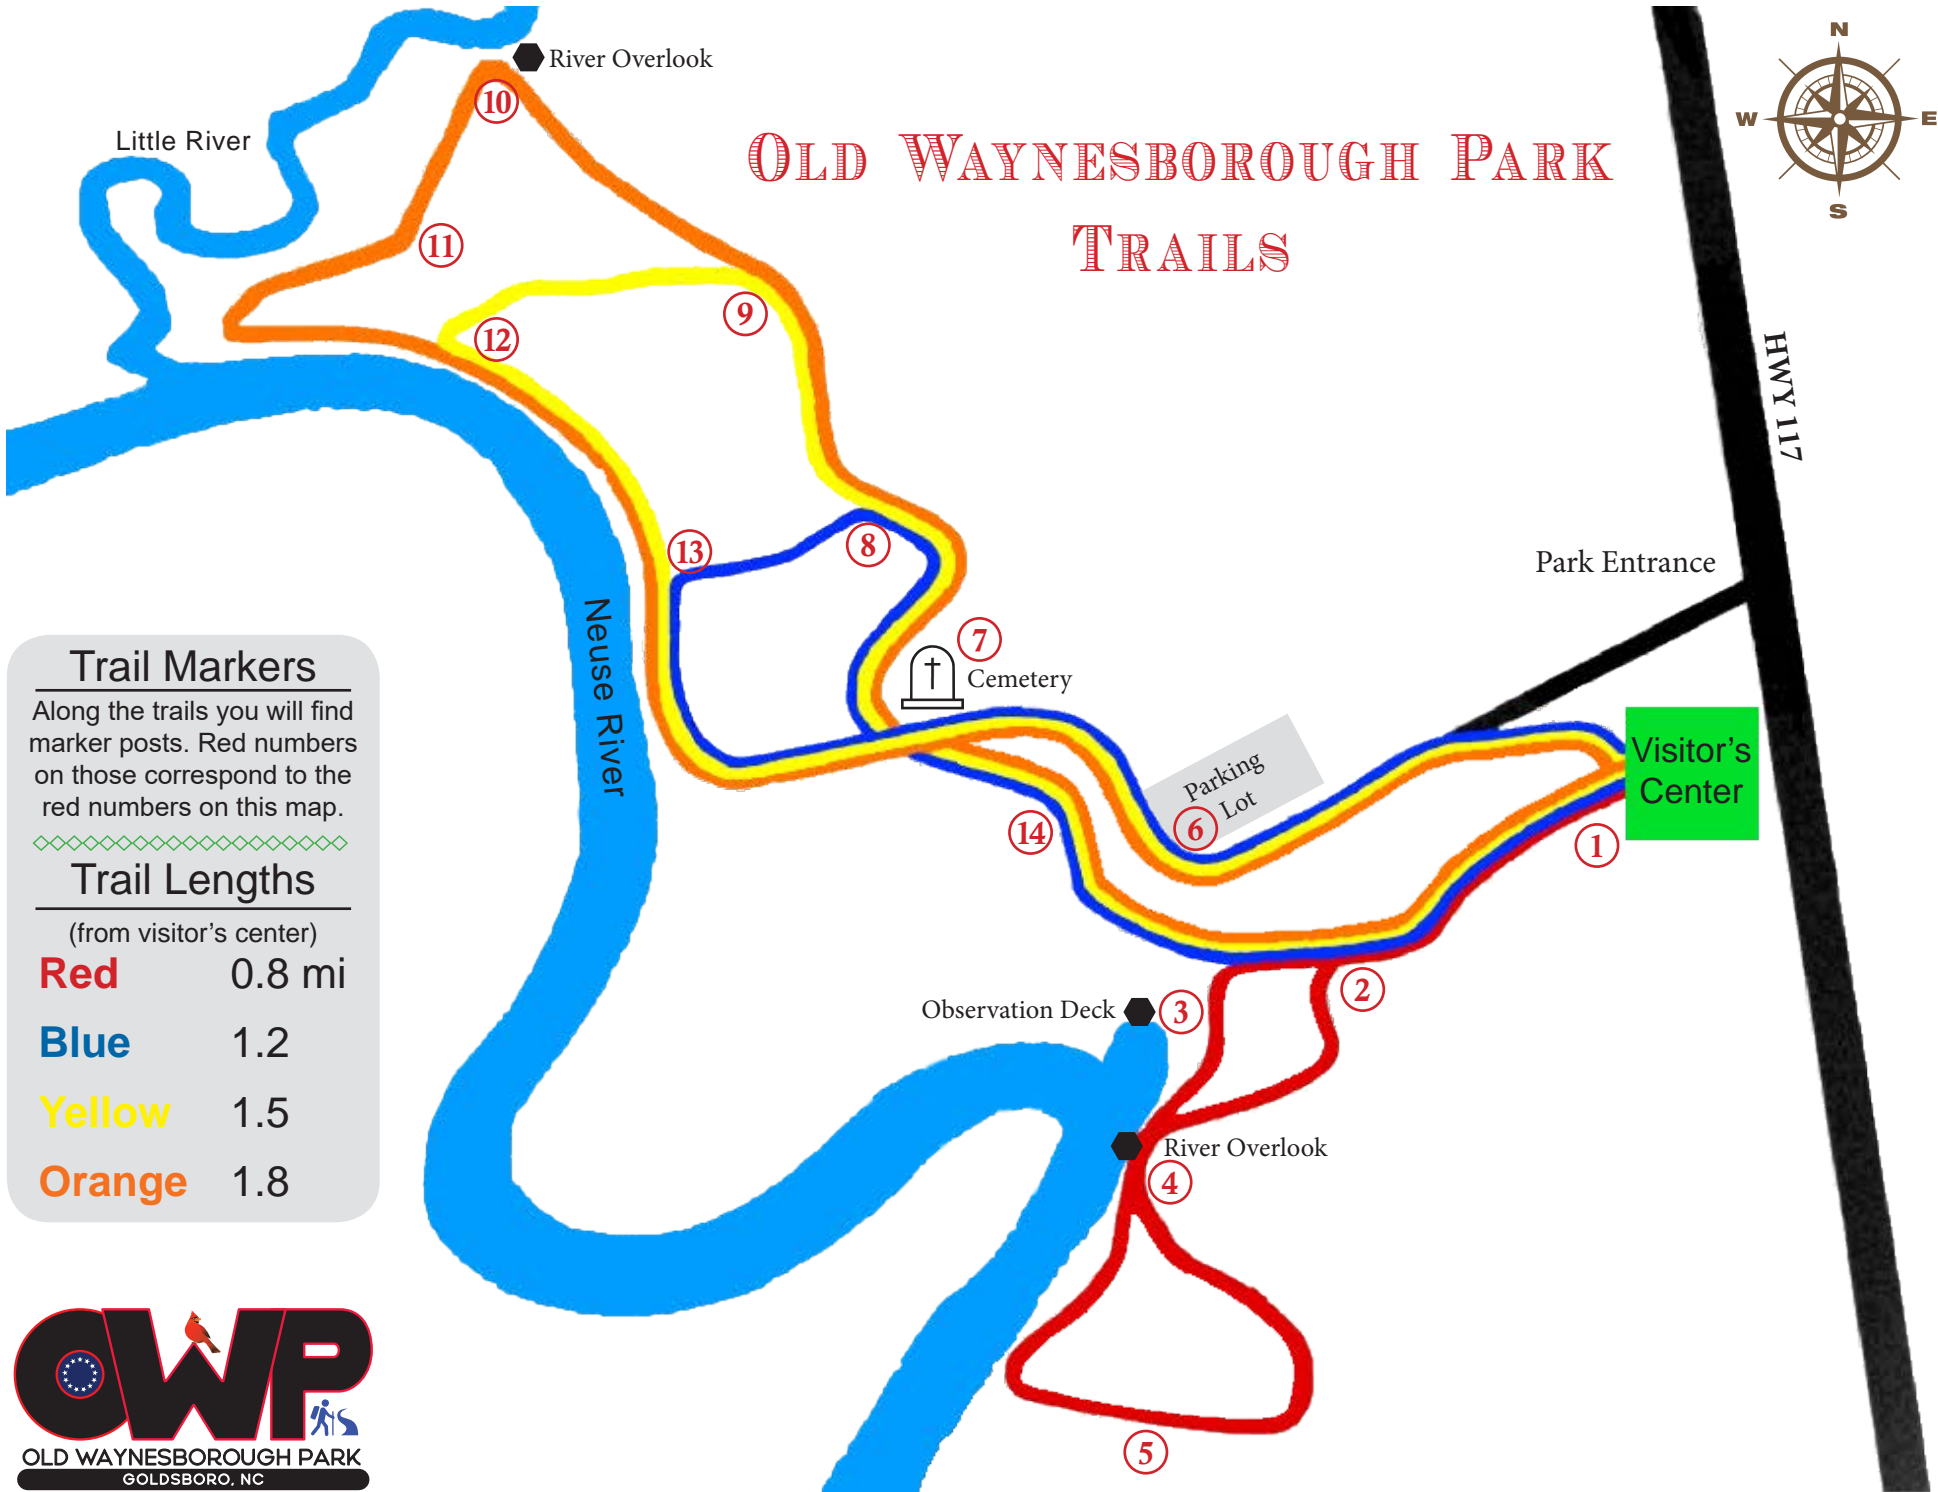 OLD WAYNESBOROUGH PARK
TRAILS
N
W
E
S
River Overlook
10
Little River
11
9
12
HWY 117
13
8
Park Entrance
7
Cemetery
Neuse River
Parking
Lot
6
Visitor's
Center
1
14
2
Observation Deck
3
River Overlook
4
5
Trail Markers
Along the trails you will find
marker posts. Red numbers
on those correspond to the
red numbers on this map.
Trail Lengths
(from visitor's center)
Red 0.8 mi
Blue 1.2
Yellow 1.5
Orange 1.8
OWP
OLD WAYNESBOROUGH PARK
GOLDSBORO, NC